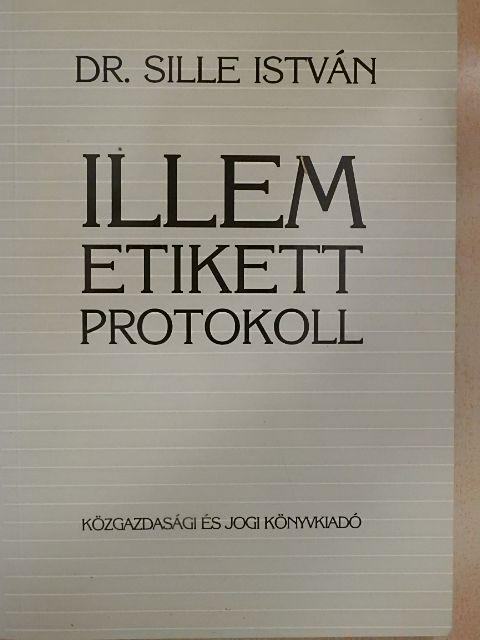 DR. SILLE ISTVÁN
ILLEM
ETIKETT
PROTOKOLL
KÖZGAZDASÁGI ÉS JOGI KÖNYVKIADÓ